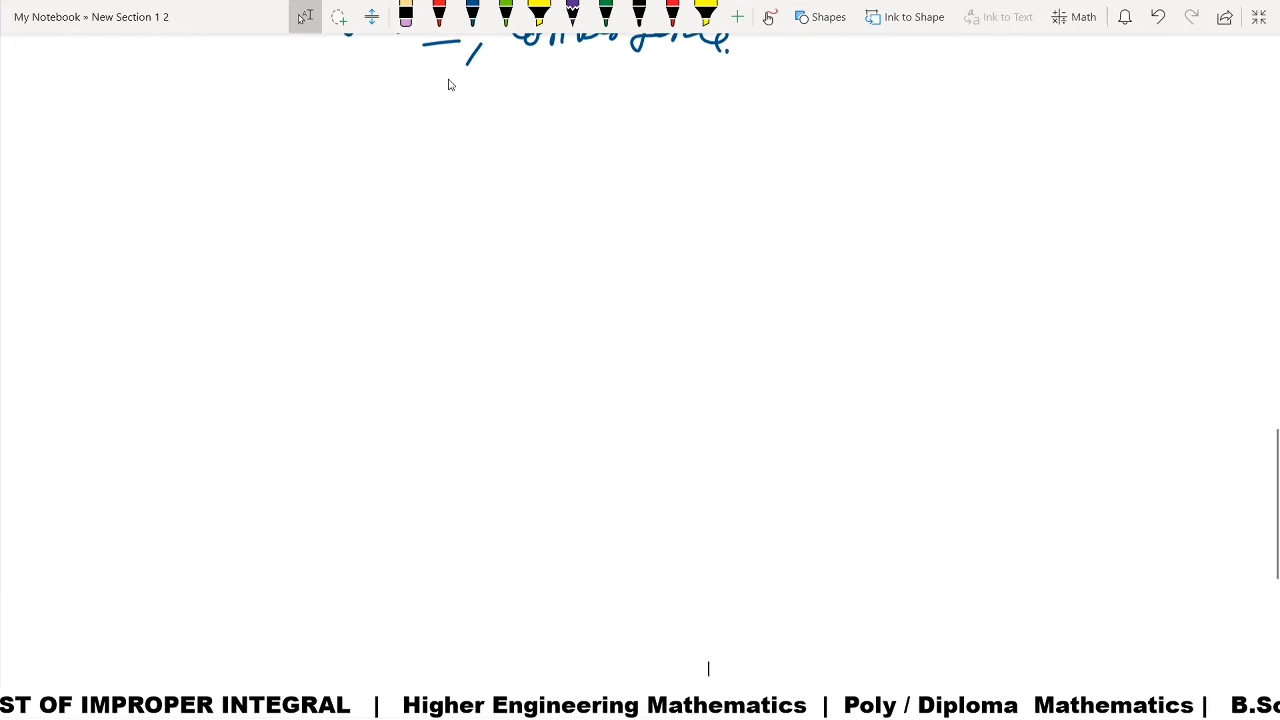 My Notebook » New Section 1 2
Shapes
Ink to Shape
Ink to Text
Math
ST OF IMPROPER INTEGRAL | Higher Engineering Mathematics | Poly / Diploma Mathematics | B.Sc